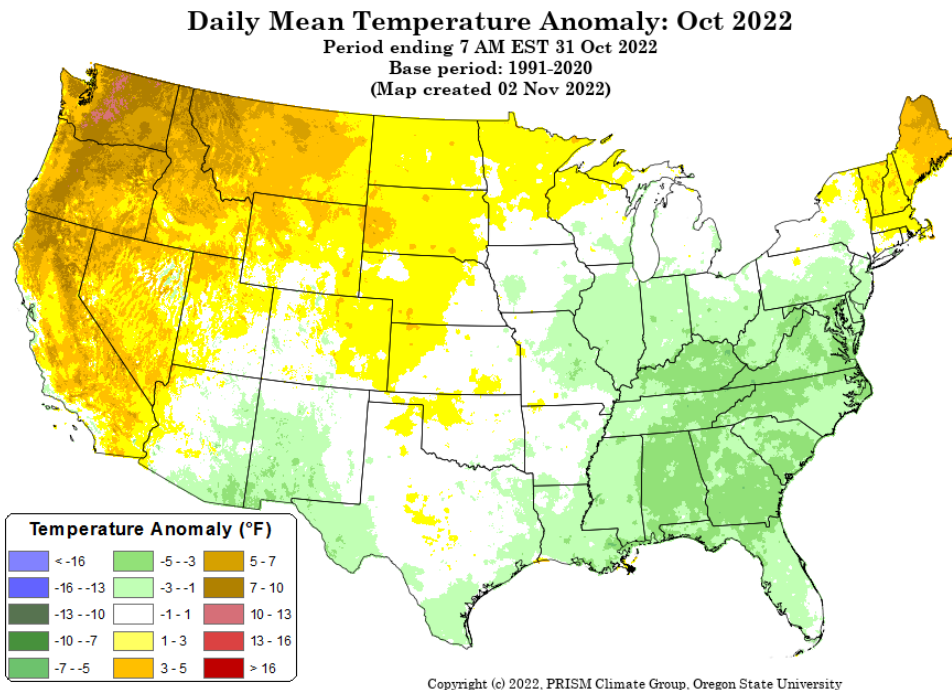 Daily Mean Temperature Anomaly: Oct 2022
Period ending 7 AM EST 31 Oct 2022
Base period: 1991-2020
(Map created 02 Nov 2022)
Temperature Anomaly (°F)
< -16
-16 - -13
-13 - -10
-10 - -7
-7 - -5
-5 - -3
-3 - -1
-1 - 1
1 - 3
3 - 5
5 - 7
7 - 10
10 - 13
13 - 16
> 16
Copyright (c) 2022, PRISM Climate Group, Oregon State University